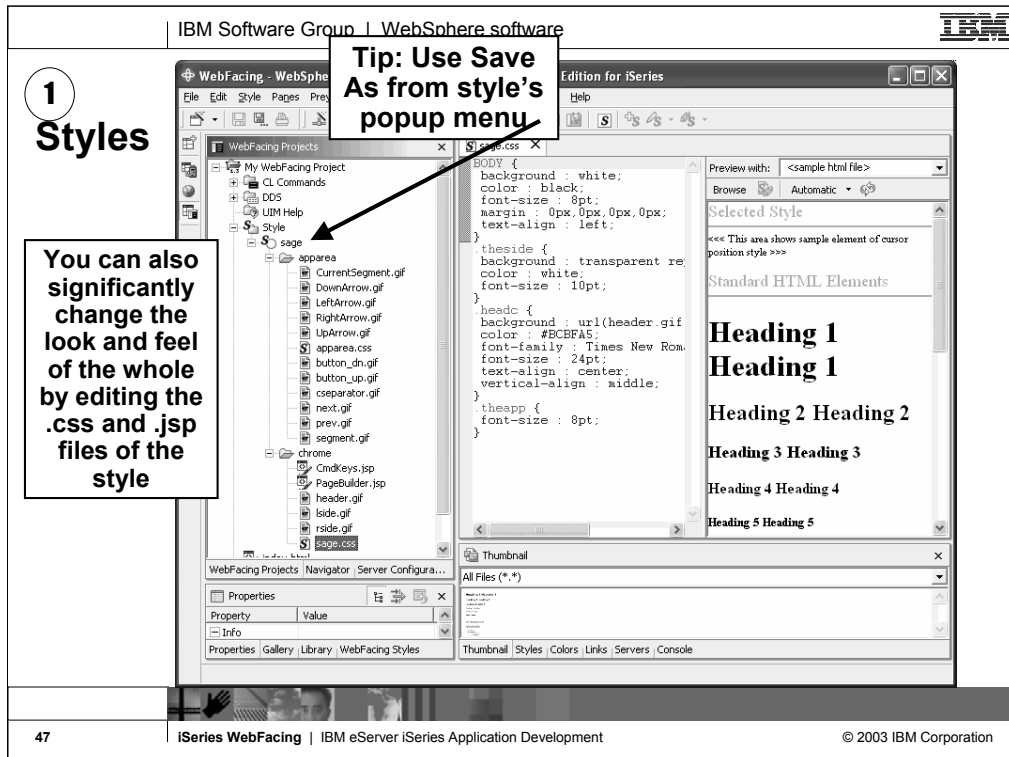 IBM Software Group | WebSphere software
IBM
1
Styles
Tip: Use Save
As from style's
popup menu
You can also
significantly
change the
look and feel
of the whole
by editing the
.css and .jsp
files of the
style
WebFacing - WebSphe
Edition for iSeries
File Edit Style Pages Prev
Help
WebFacing Projects
My WebFacing Project
CL Commands
DDS
UIM Help
Style
sage
apparea
CurrentSegment.gif
DownArrow.gif
LeftArrow.gif
RightArrow.gif
UpArrow.gif
apparea.css
button_dn.gif
button_up.gif
cseparator.gif
next.gif
prev.gif
segment.gif
chrome
CmdKeys.jsp
PageBuilder.jsp
header.gif
lside.gif
rside.gif
sage.css
WebFacing Projects Navigator Server Configura...
Properties
Property Value
Info
Properties Gallery Library WebFacing Styles
sage.css
BODY {
background : white;
color : black;
font-size : 8pt;
margin : 0px,0px,0px,0px;
text-align : left;
}
.theside {
background : transparent re
color : white;
font-size : 10pt;
}
.headc {
background : url(header.gif
color : #BCBFA5;
font-family : Times New Rom
font-size : 24pt;
text-align : center;
vertical-align : middle;
}
.theapp {
font-size : 8pt;
}
Preview with: <sample html file>
Browse Automatic
Selected Style
<<< This area shows sample element of cursor
position style >>>
Standard HTML Elements
Heading 1
Heading 1
Heading 2 Heading 2
Heading 3 Heading 3
Heading 4 Heading 4
Heading 5 Heading 5
Thumbnail
All Files (*.*)
Thumbnail Styles Colors Links Servers Console
47
iSeries WebFacing | IBM eServer iSeries Application Development
© 2003 IBM Corporation